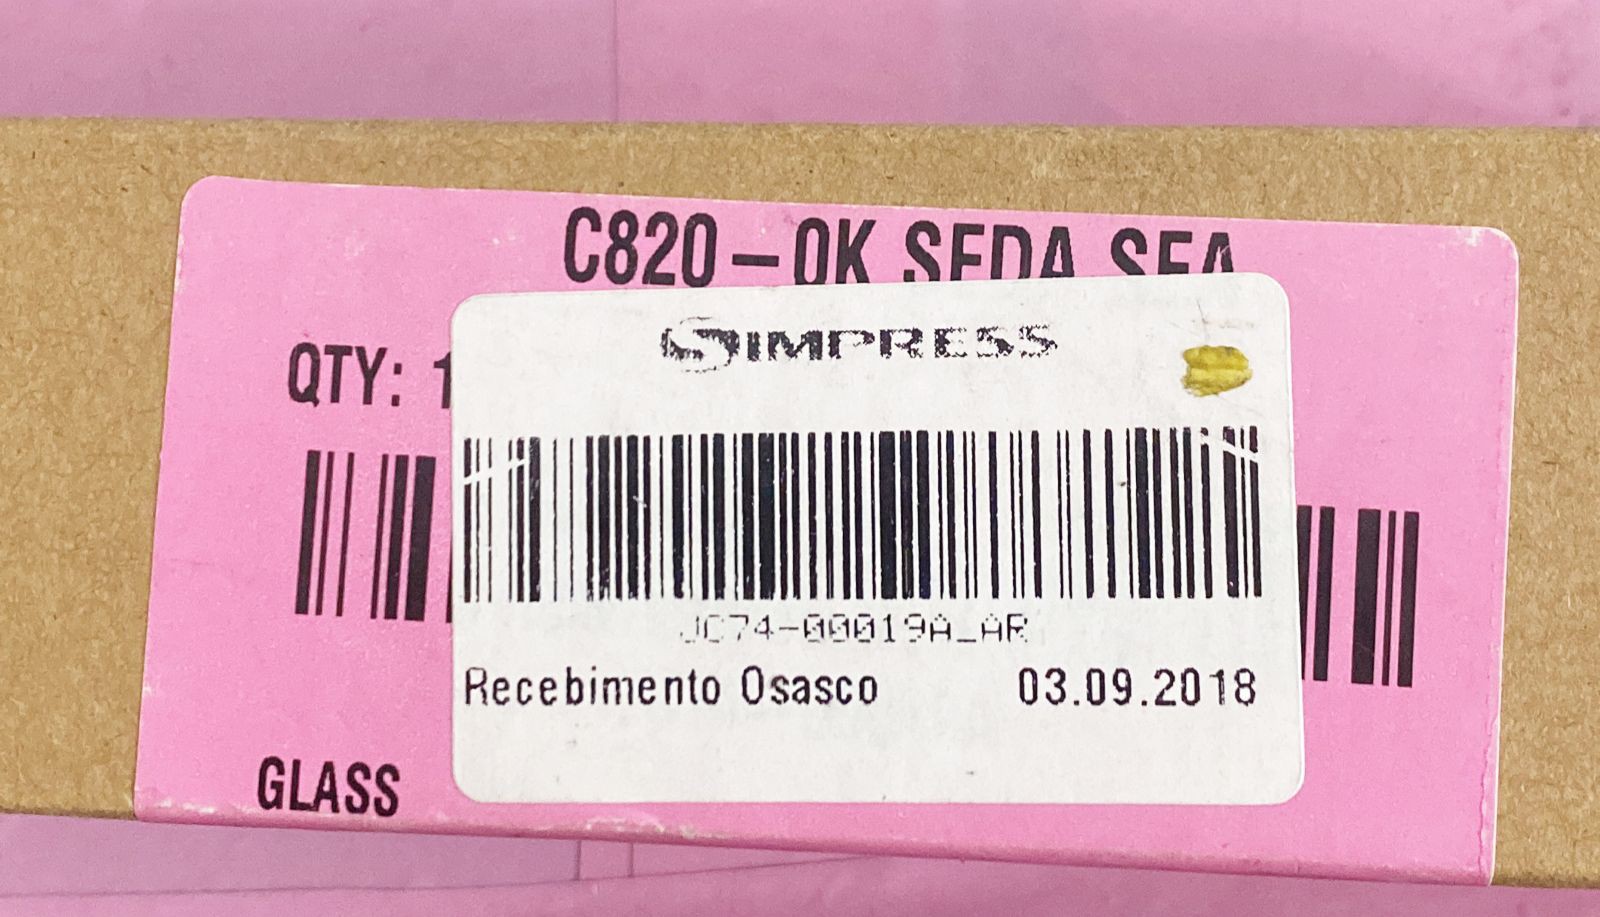 C820-0K SEDA SEA
SIMPRESS
QTY: 1
JC74-00019A_AR
Recebimento Osasco 03.09.2018
GLASS